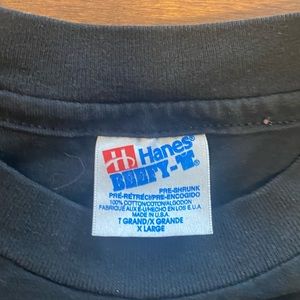 Hanes®
BEEFY-T®
PRE-SHRUNK
PRE-RÉTRÉCI/PRE-ENCOGIDO
100% COTTON/COTON/ALGODON
FABRIQUÉ AUX E-U/HECHO EN LOS E.U.A.
MADE IN U.S.A.
T GRAND/X GRANDE
X LARGE